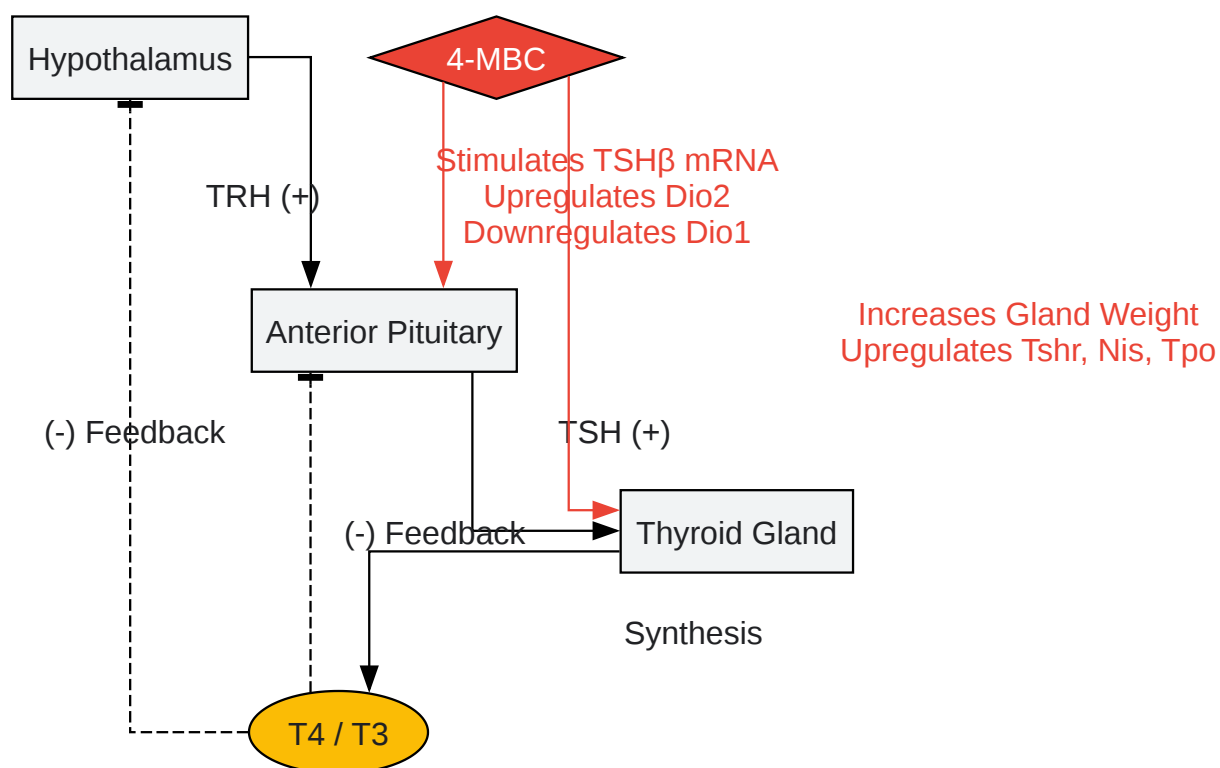 Hypothalamus
4-MBC
Stimulates TSHβ mRNA
Upregulates Dio2
Downregulates Dio1
TRH (+)
Increases Gland Weight
Upregulates Tshr, Nis, Tpo
Anterior Pituitary
(-) Feedback
TSH (+)
(-) Feedback
Thyroid Gland
Synthesis
T4 / T3